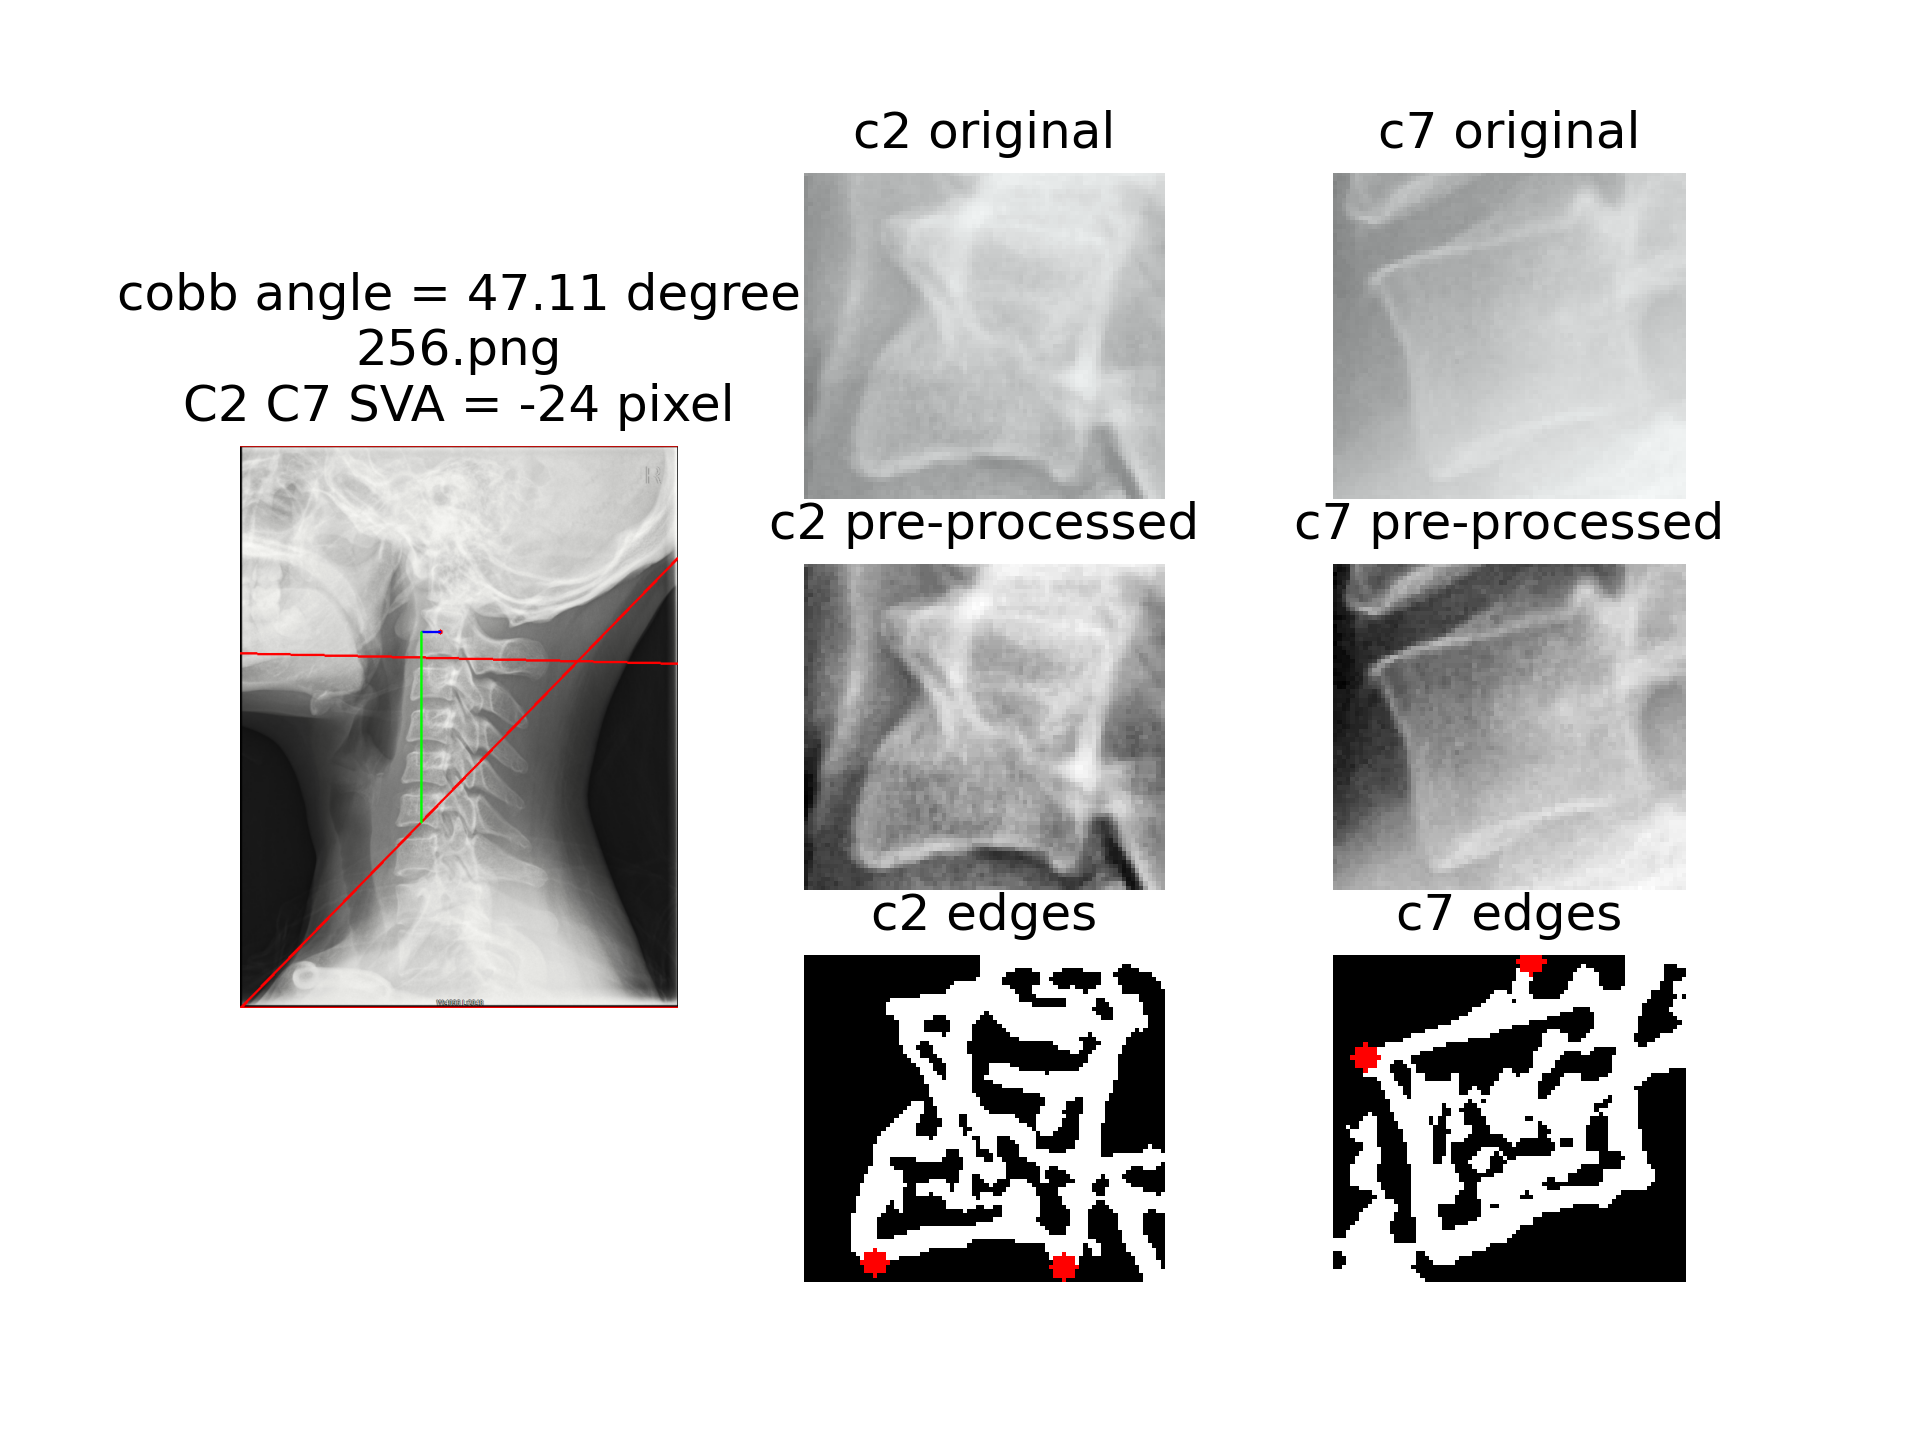 cobb angle = 47.11 degree
256.png
C2 C7 SVA = -24 pixel
c2 original
c7 original
c2 pre-processed
c7 pre-processed
c2 edges
c7 edges